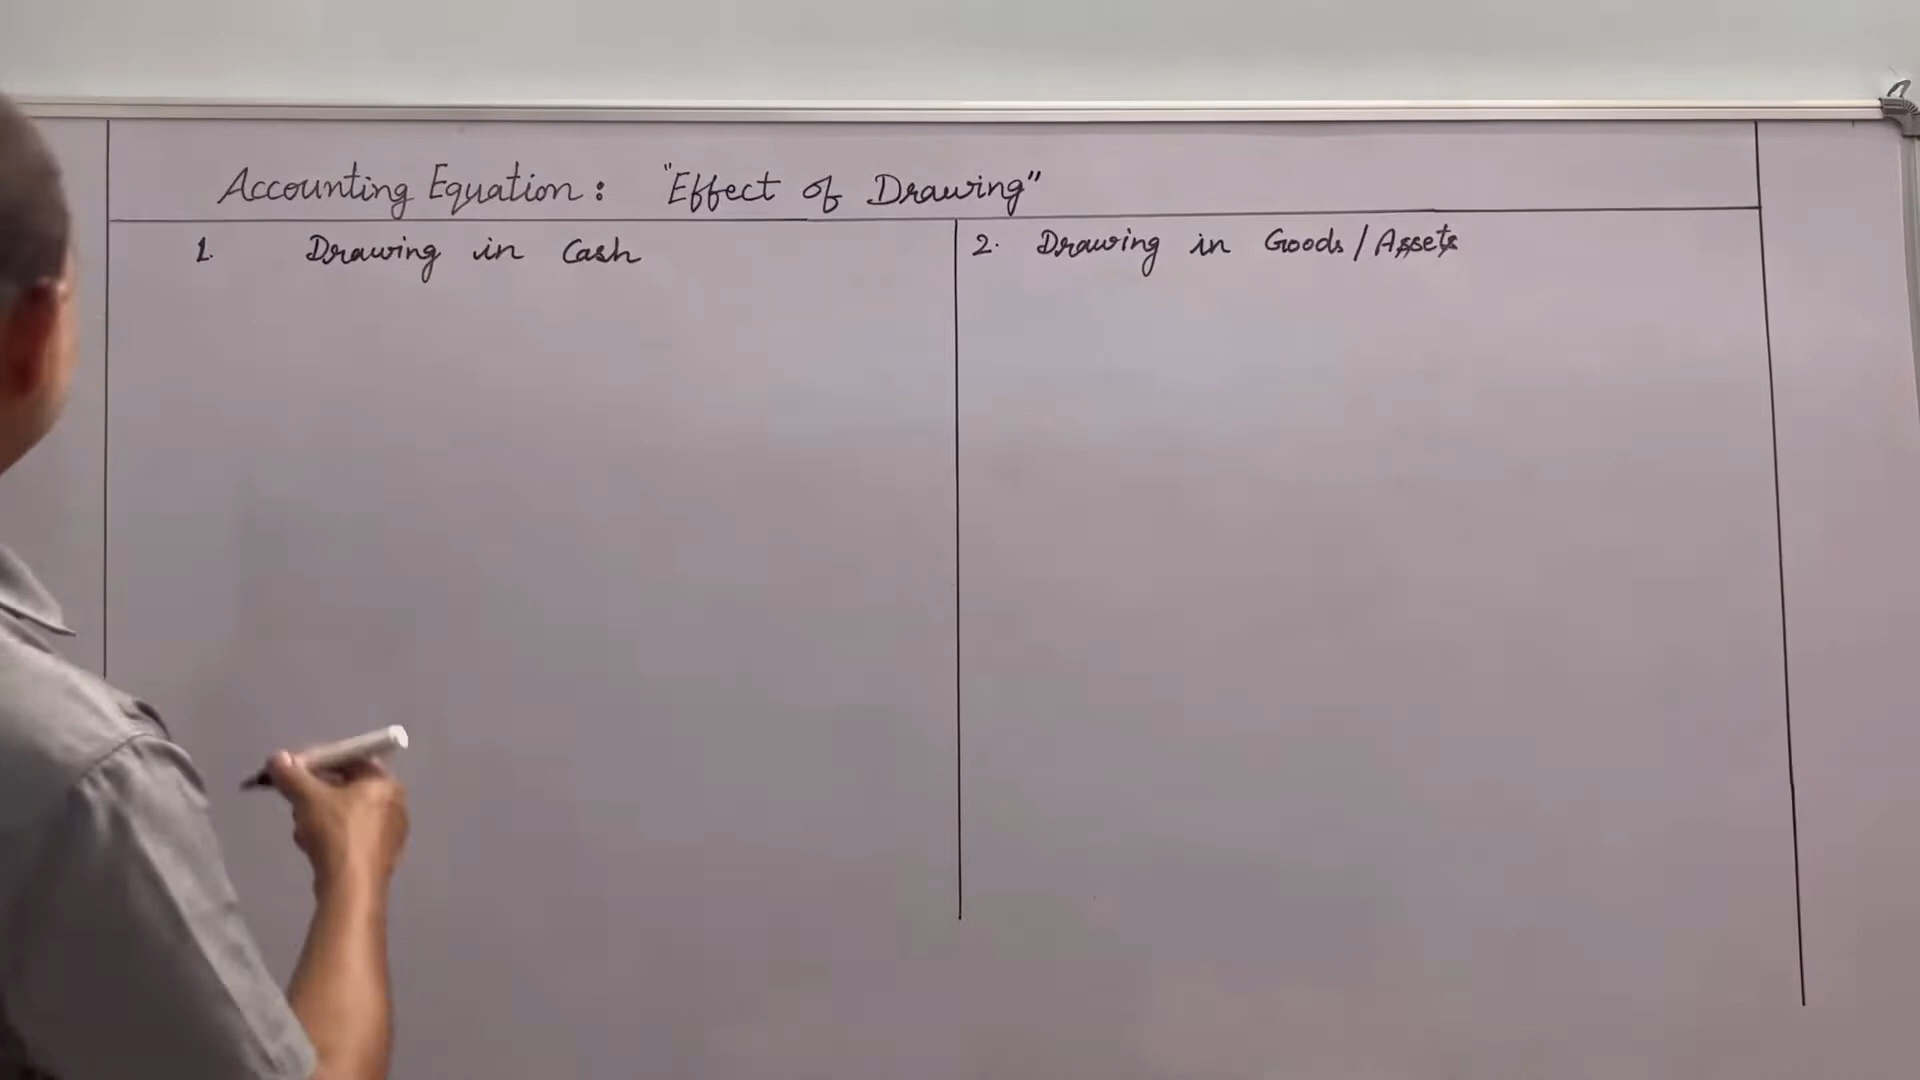 Accounting Equation: "Effect of Drawing"
1. Drawing in Cash
2. Drawing in Goods/Assets